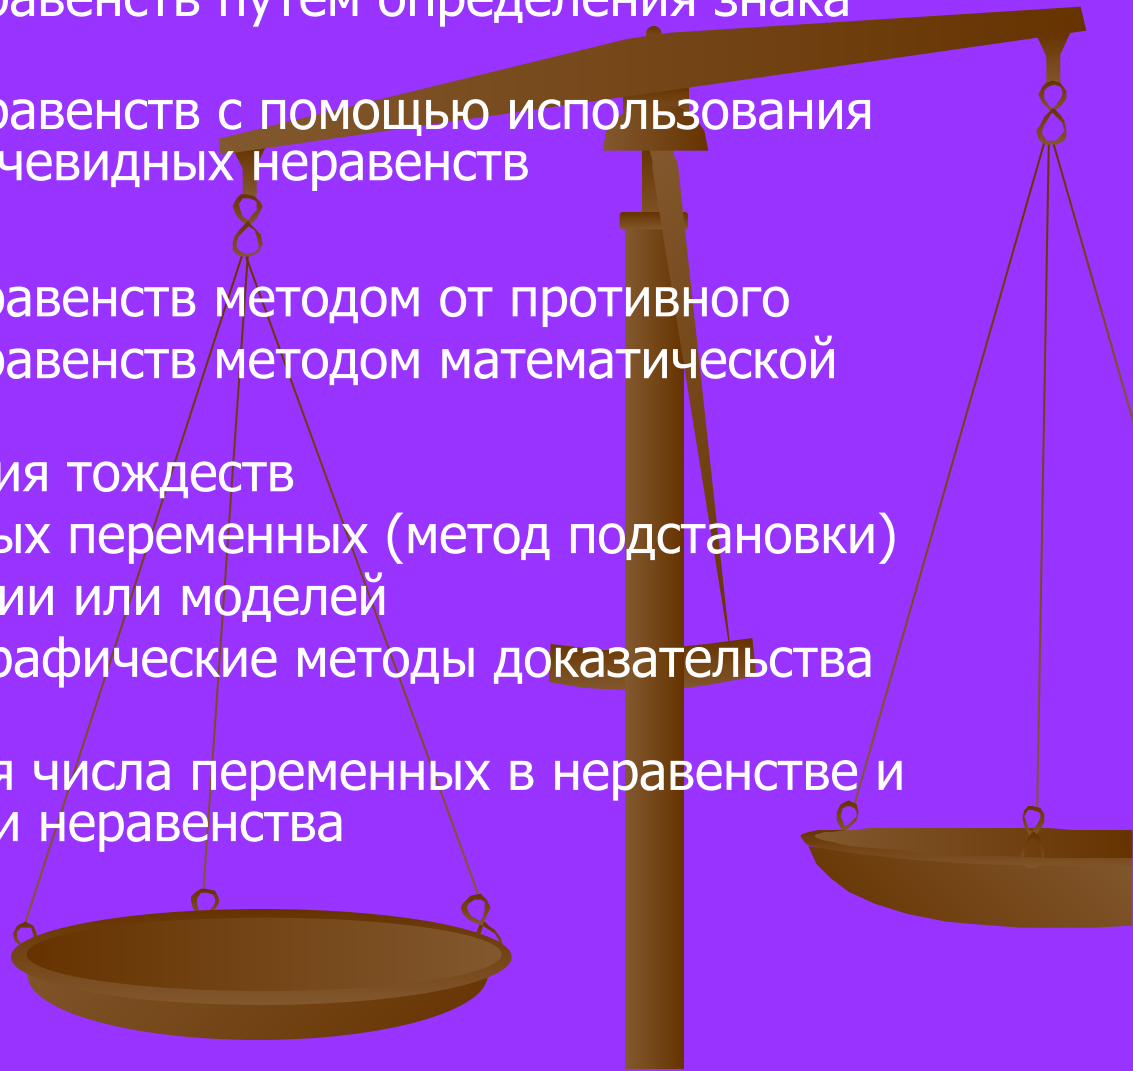 равенств путем определения знака
равенств с помощью использования
чевидных неравенств
равенств методом от противного
равенств методом математической
ия тождеств
ых переменных (метод подстановки)
ии или моделей
рафические методы доказательства
я числа переменных в неравенстве и
и неравенства